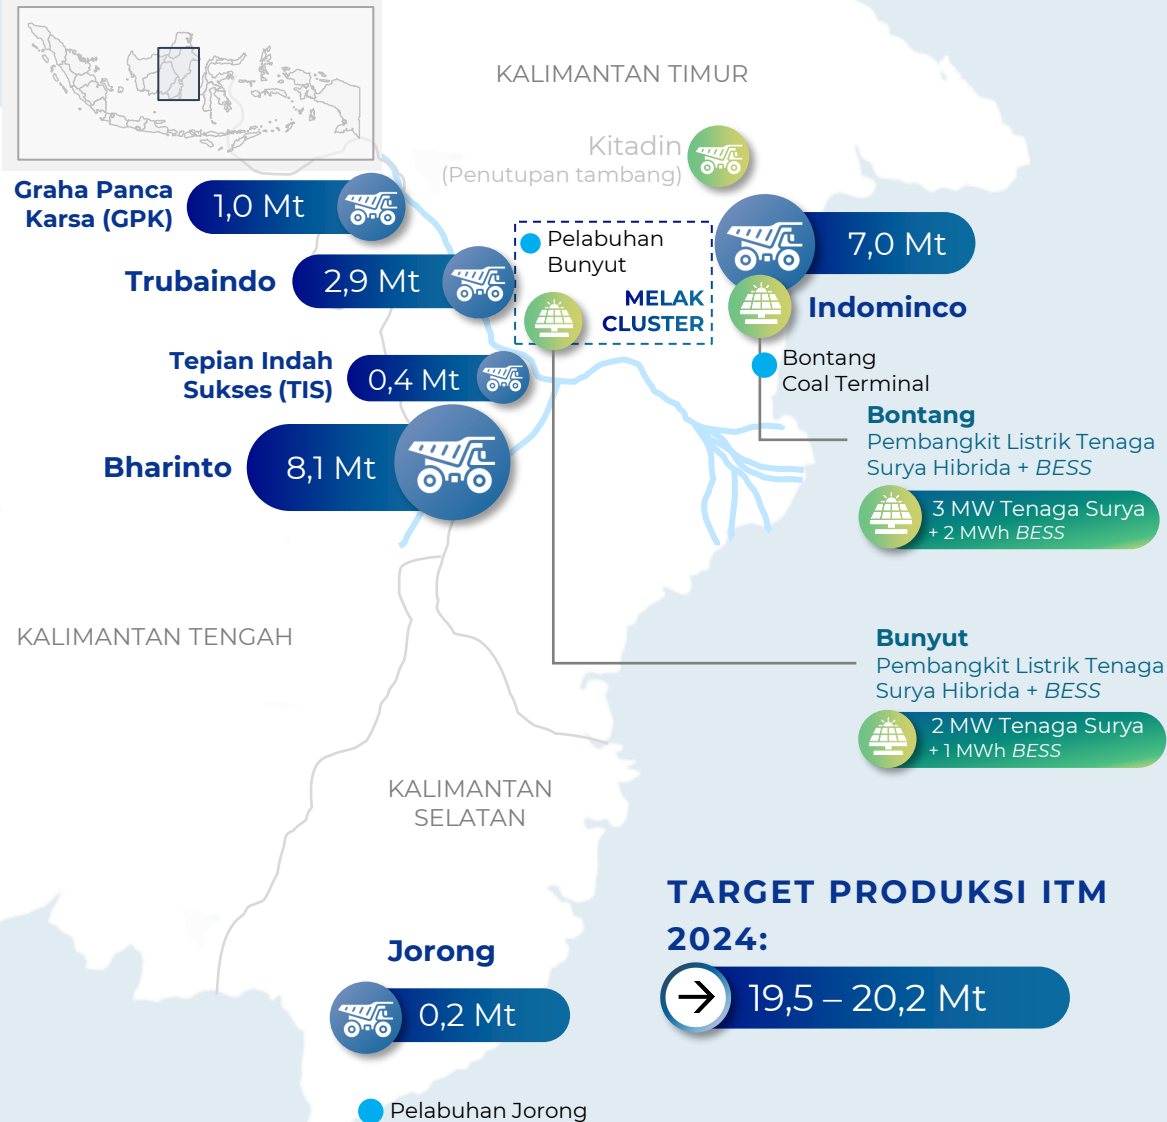 KALIMANTAN TIMUR
Kitadin
(Penutupan tambang)
Graha Panca
Karsa (GPK)
1,0 Mt
Trubaindo
2,9 Mt
Pelabuhan
Bunyut
MELAK
CLUSTER
7,0 Mt
Indominco
Tepian Indah
Sukses (TIS)
0,4 Mt
Bontang
Coal Terminal
Bharinto
8,1 Mt
Bontang
Pembangkit Listrik Tenaga
Surya Hibrida + BESS
3 MW Tenaga Surya
+ 2 MWh BESS
KALIMANTAN TENGAH
Bunyut
Pembangkit Listrik Tenaga
Surya Hibrida + BESS
2 MW Tenaga Surya
+ 1 MWh BESS
KALIMANTAN
SELATAN
TARGET PRODUKSI ITM
2024:
19,5 – 20,2 Mt
Jorong
0,2 Mt
Pelabuhan Jorong